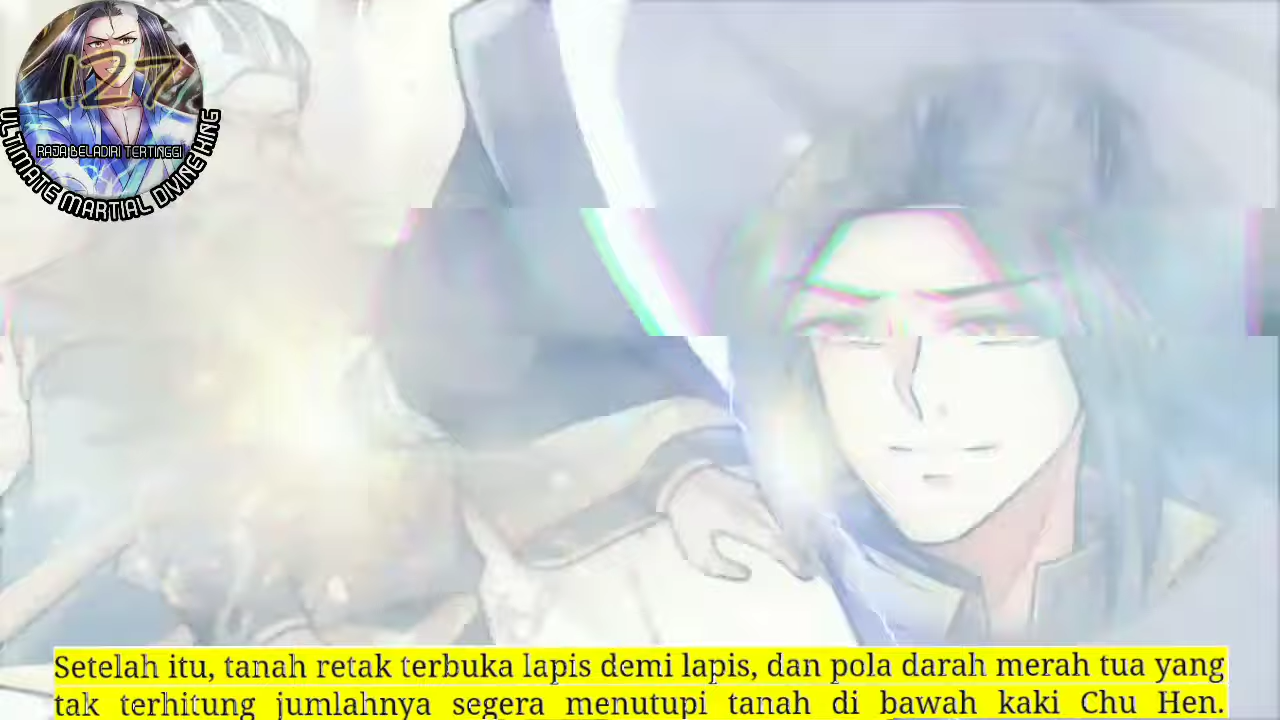 127
RAJA BELADIRI TERTINGGI
ULTIMATE MARTIAL DIVINE KING
Setelah itu, tanah retak terbuka lapis demi lapis, dan pola darah merah tua yang
tak terhitung jumlahnya segera menutupi tanah di bawah kaki Chu Hen.